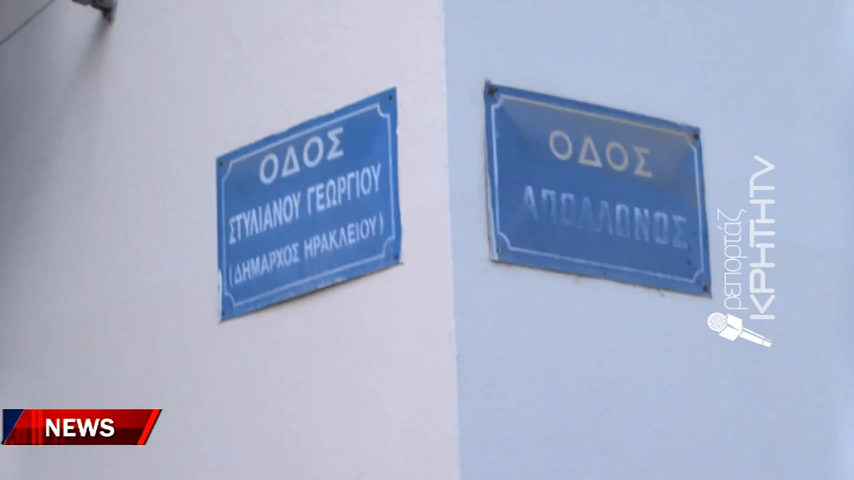 ΟΔΟΣ
ΣΤΥΛΙΑΝΟΥ ΓΕΩΡΓΙΟΥ
(ΔΗΜΑΡΧΟΣ ΗΡΑΚΛΕΙΟΥ)
ΟΔΟΣ
ΑΠΟΛΛΩΝΟΣ
ρεπορτάζ
ΚΡΗΤΗTV
NEWS